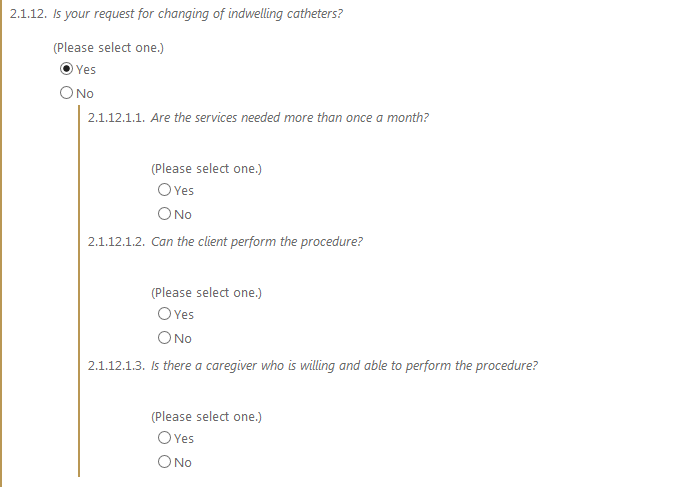 2.1.12. Is your request for changing of indwelling catheters?
(Please select one.)
Yes
No
2.1.12.1.1. Are the services needed more than once a month?
(Please select one.)
Yes
No
2.1.12.1.2. Can the client perform the procedure?
(Please select one.)
Yes
No
2.1.12.1.3. Is there a caregiver who is willing and able to perform the procedure?
(Please select one.)
Yes
No